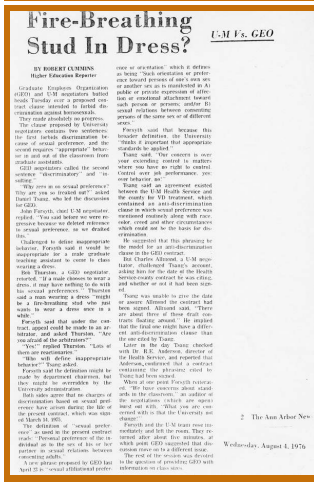 Fire-Breathing
Stud In Dress?
U-M Vs. GEO
BY ROBERT CUMMINS
Higher Education Reporter
Graduate Employes Organization
(GEO) and U-M negotiators butted
heads Tuesday over a proposed con-
tract clause intended to forbid dis-
crimination against homosexuals.
They made absolutely no progress.
The clause proposed by University
negotiators contains two sentences:
the first forbids discrimination be-
cause of sexual preference, and the
second requires "appropriate" behav-
ior in and out of the classroom from
graduate assistants.
GEO negotiators called the second
sentence "discriminatory" and "in-
sulting."
"Why zero in on sexual preference?
Why are you so freaked out?" asked
Daniel Tsang, who led the discussion
for GEO.
John Forsyth, chief U-M negotiator,
replied, "You said before we seem to
presume because we deleted reference
to sexual preference, so we drafted
this."
Challenged to define inappropriate
behavior, Forsyth said it would be
inappropriate for a male graduate
teaching assistant to come to class
wearing a dress.
Bob Thurston, a GEO negotiator,
reacted, "If a male chooses to wear a
dress, it may have nothing to do with
his sexual preferences." Thurston
said a man wearing a dress "might
be a fire-breathing stud who just
wants to wear a dress once in a
while."
Forsyth said that under the con-
tract, appeal could be made to an ar-
bitrator, and asked Thurston, "Are
you afraid of the arbitrators?"
"Yes!" replied Thurston. "Lots of
them are reactionaries."
"Who will define inappropriate
behavior?" Tsang asked.
Forsyth said the definition might be
made by department chairmen, but
they might be overridden by the
University administration.
Both sides agree that no charges of
discrimination based on sexual pref-
erence have arisen during the life of
the present contract, which was sign-
ed March 14, 1975.
The definition of "sexual prefer-
ence" as used in the present contract
reads: "Personal preference of the in-
dividual as to the sex of his or her
partner in sexual relations between
consenting adults."
A new phrase proposed by GEO last
April 23 is "sexual affiliational prefer-
ence or orientation" which it defines
as being "Such orientation or prefer-
ence toward persons of one's own sex
or another sex as is manifested in A)
public or private expression of affec-
tion or emotional attachment toward
such person or persons; and/or B)
sexual relations between consenting
persons of the same sex or of different
sexes."
Forsyth said that because this
broader definition, the University
"thinks it important that appropriate
standards be applied."
Tsang said, "Our concern is over
your extending control to matters
where you have no right to control.
Control over job performance, yes;
over behavior, no!"
Tsang said an agreement existed
between the U-M Health Service and
the county for VD treatment, which
contained an anti-discrimination
clause in which sexual preference was
mentioned routinely along with race,
color, creed and other circumstances
which could not be the basis for dis-
crimination.
He suggested that this phrasing be
the model for an anti-discrimination
clause in the GEO contract.
But Charles Allmand, a U-M nego-
tiator, challenged Tsang's account,
asking him for the date of the Health
Service-county contract he was citing,
and whether or not it had been sign-
ed.
Tsang was unable to give the date
or assure Allmand the contract had
been signed. Allmand said, "There
are about three of those draft con-
tracts floating around." He implied
that the final one might have a differ-
ent anti-discrimination clause than
the one cited by Tsang.
Later in the day Tsang checked
with Dr. R.E. Anderson, director of
the Health Service, and reported that
Anderson confirmed that a contract
containing the phrasing cited by
Tsang had been signed.
When at one point Forsyth reiterat-
ed, "We have concerns about stand-
ards in the classroom," an auditor of
the negotiations (which are open)
burst out with, "What you are con-
cerned with is that the University not
change!"
Forsyth and the U-M team rose im-
mediately and left the room. They re-
turned after about five minutes, at
which point GEO suggested that dis-
cussion move on to a different issue.
The rest of the session was devoted
to the question of providing GEO with
information on class sizes.
2 The Ann Arbor New
Wednesday, August 4, 1976